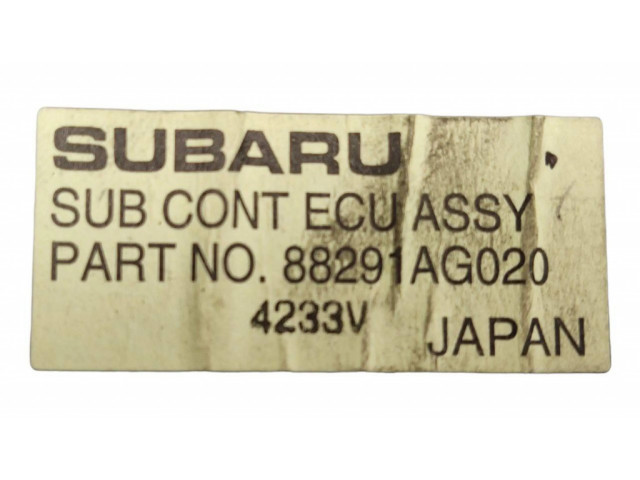 SUBARU
SUB CONT ECU ASSY
PART NO. 88291AG020
4233V
JAPAN